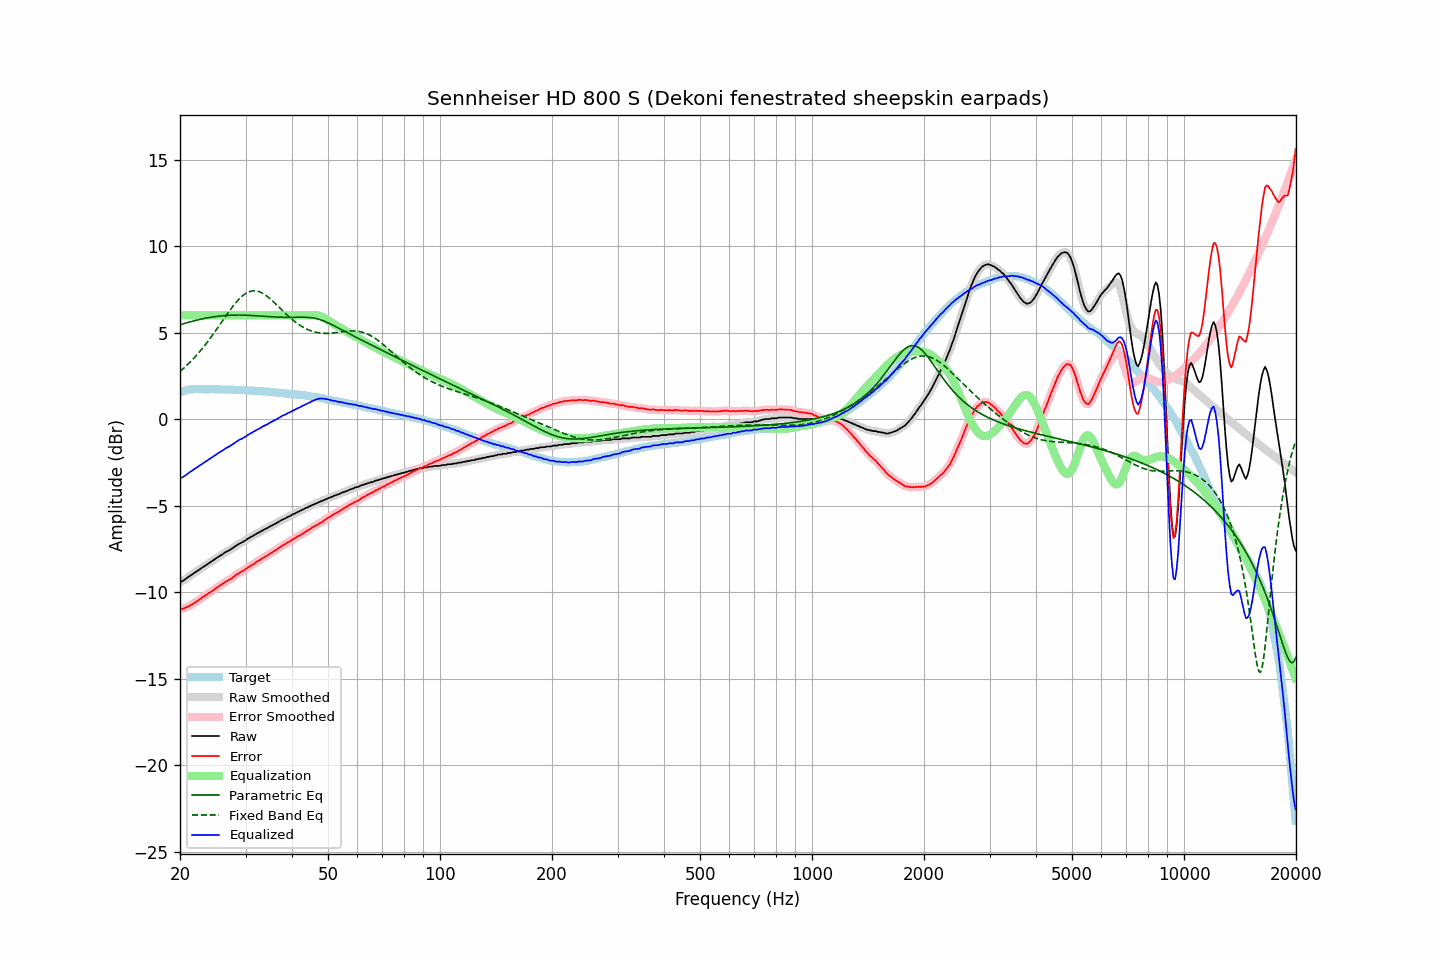 Sennheiser HD 800 S (Dekoni fenestrated sheepskin earpads)
15
10
5
0
−5
−10
−15
−20
−25
Amplitude (dBr)
Target
Raw Smoothed
Error Smoothed
Raw
Error
Equalization
Parametric Eq
Fixed Band Eq
Equalized
20
50
100
200
500
1000
2000
5000
10000
20000
Frequency (Hz)